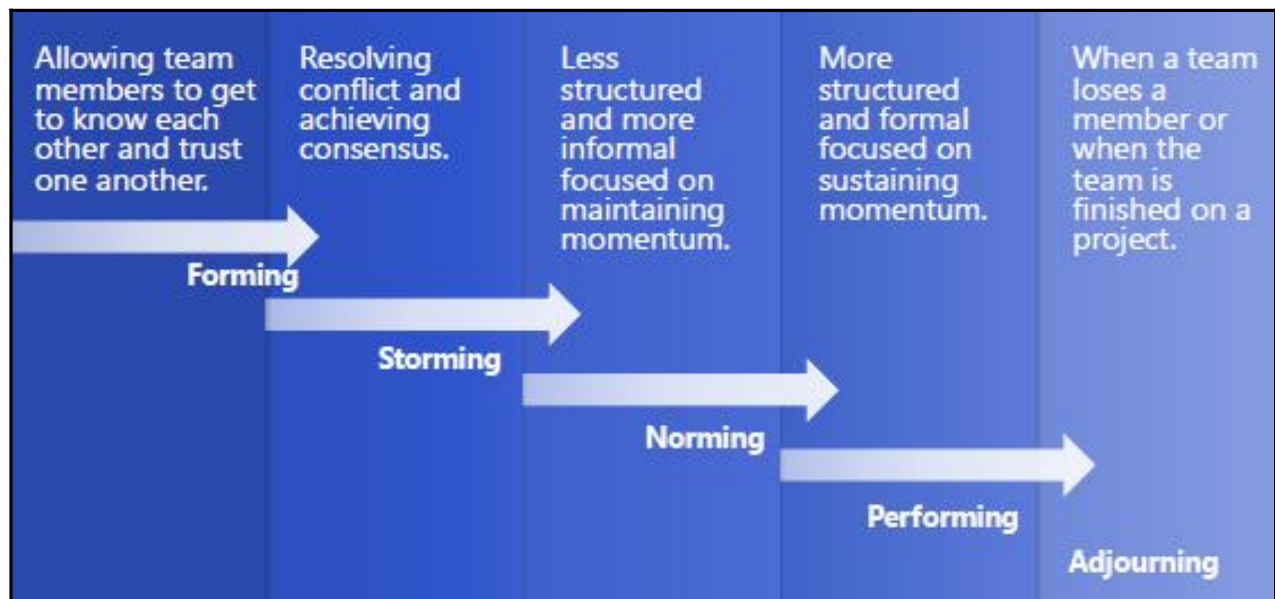 Allowing team
members to get
to know each
other and trust
one another.
Resolving
conflict and
achieving
consensus.
Less
structured
and more
informal
focused on
maintaining
momentum.
More
structured
and formal
focused on
sustaining
momentum.
When a team
loses a
member or
when the
team is
finished on a
project.
Forming
Storming
Norming
Performing
Adjourning